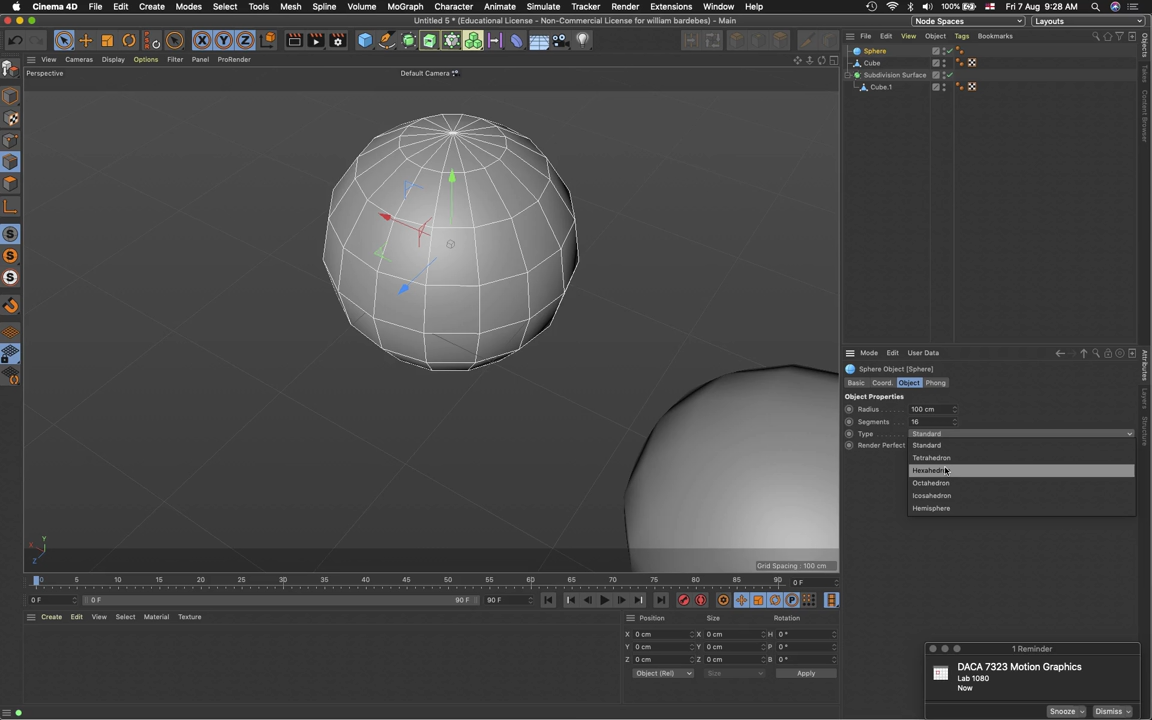 Cinema 4D File Edit Create Modes Select Tools Mesh Spline Volume MoGraph Character Animate Simulate Tracker Render Extensions Window Help 100% Fri 7 Aug 9:28 AM
Untitled 5 * (Educational License - Non-Commercial License for william bardebes) - Main Node Spaces Layouts
X Y Z
View Cameras Display Options Filter Panel ProRender
Perspective Default Camera
File Edit View Object Tags Bookmarks
Sphere
Cube
Subdivision Surface
Cube.1
Objects
Takes
Content Browser
Mode Edit User Data
Sphere Object [Sphere]
Basic Coord. Object Phong
Object Properties
Radius 100 cm
Segments 16
Type Standard
Render Perfect
Standard
Tetrahedron
Hexahedron
Octahedron
Icosahedron
Hemisphere
Attributes
Layers
Structure
S
S
S
X Y Z
Grid Spacing : 100 cm
0 5 10 15 20 25 30 35 40 45 50 55 60 65 70 75 80 85 90 0 F
0 F 0 F 90 F 90 F
P
Create Edit View Select Material Texture
Position Size Rotation
X 0 cm X 0 cm H 0 °
Y 0 cm Y 0 cm P 0 °
Z 0 cm Z 0 cm B 0 °
Object (Rel) Size Apply
1 Reminder
DACA 7323 Motion Graphics
Lab 1080
Now
Snooze Dismiss